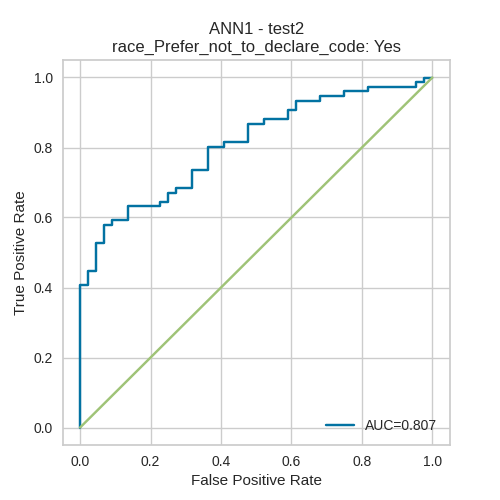 ANN1 - test2
race_Prefer_not_to_declare_code: Yes
True Positive Rate
1.0
0.8
0.6
0.4
0.2
0.0
AUC=0.807
0.0 0.2 0.4 0.6 0.8 1.0
False Positive Rate